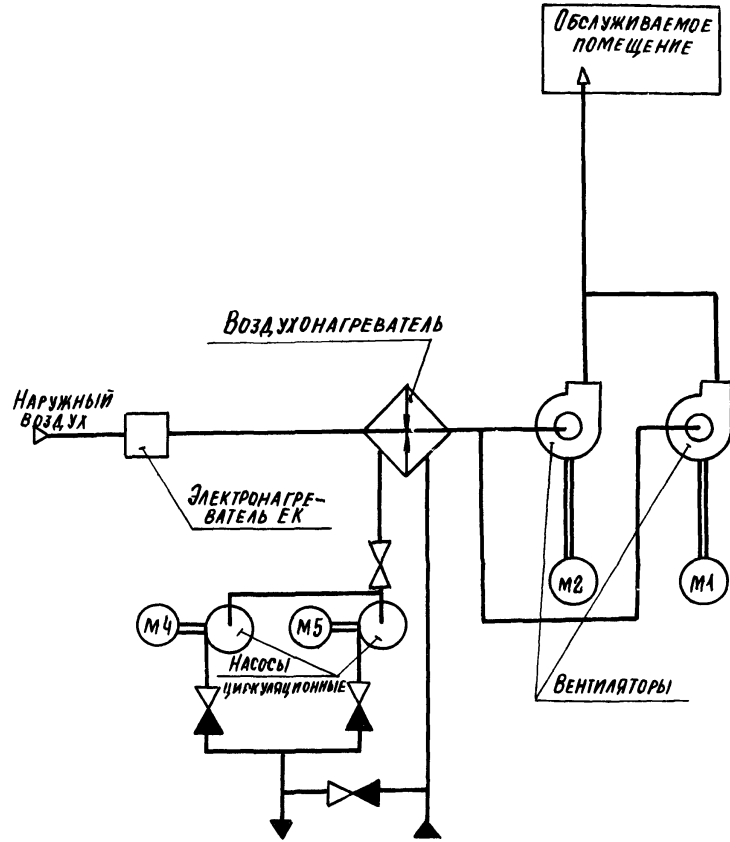 Обслуживаемое
помещение
Воздухонагреватель
Наружный
воздух
Электронагре-
ватель ЕК
М2
М1
М4
М5
Насосы
циркуляционные
Вентиляторы